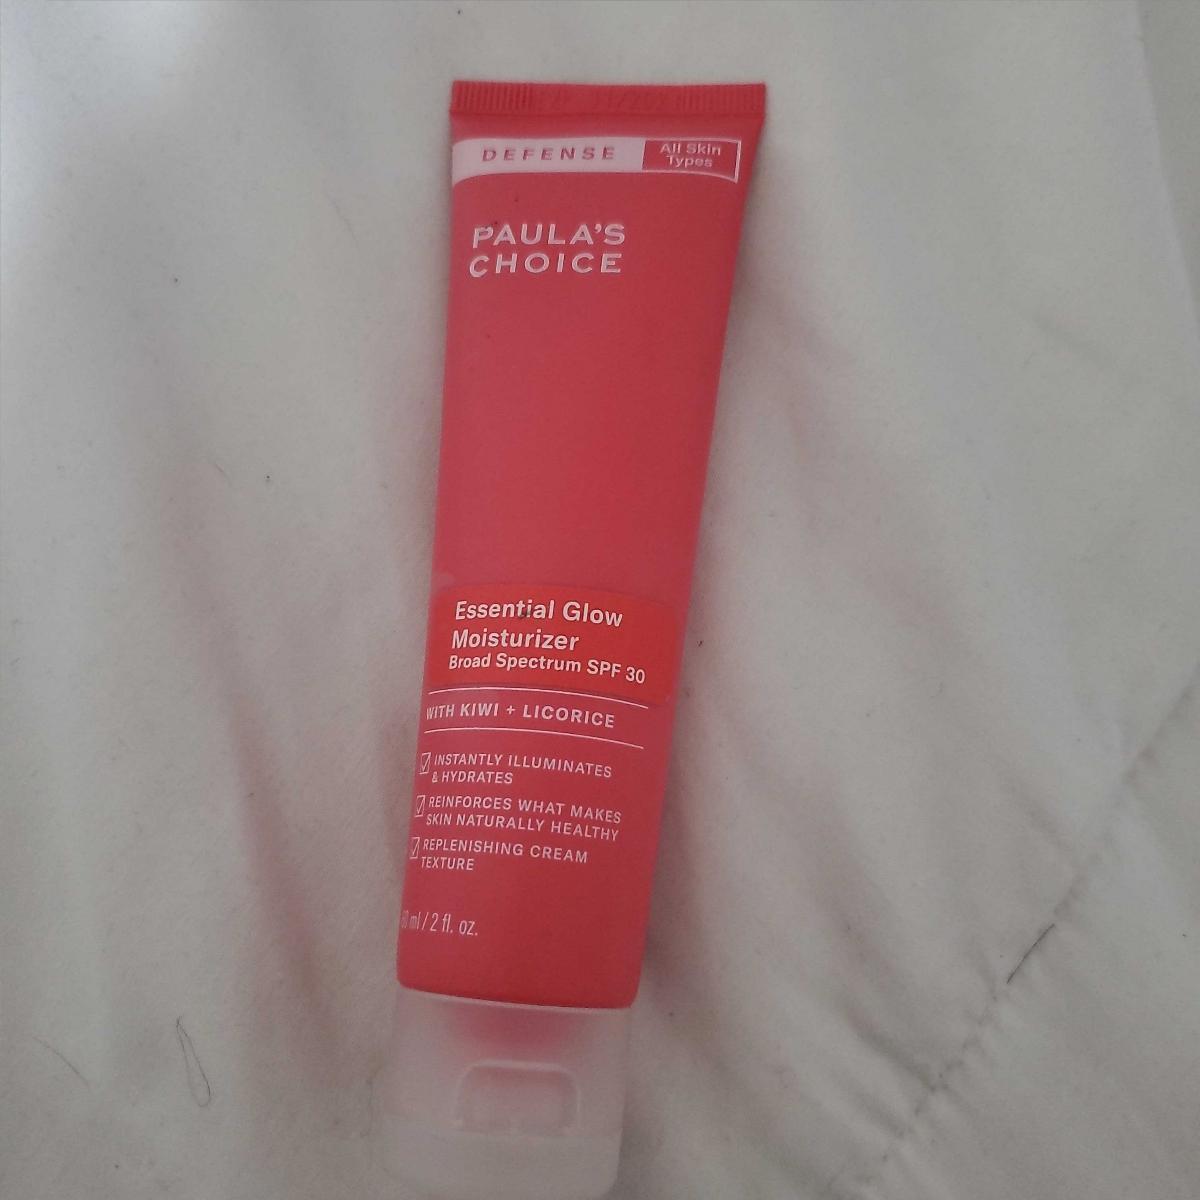 DEFENSE
All Skin
Types
PAULA'S
CHOICE
Essential Glow
Moisturizer
Broad Spectrum SPF 30
WITH KIWI + LICORICE
INSTANTLY ILLUMINATES
& HYDRATES
REINFORCES WHAT MAKES
SKIN NATURALLY HEALTHY
REPLENISHING CREAM
TEXTURE
ml / 2 fl. oz.